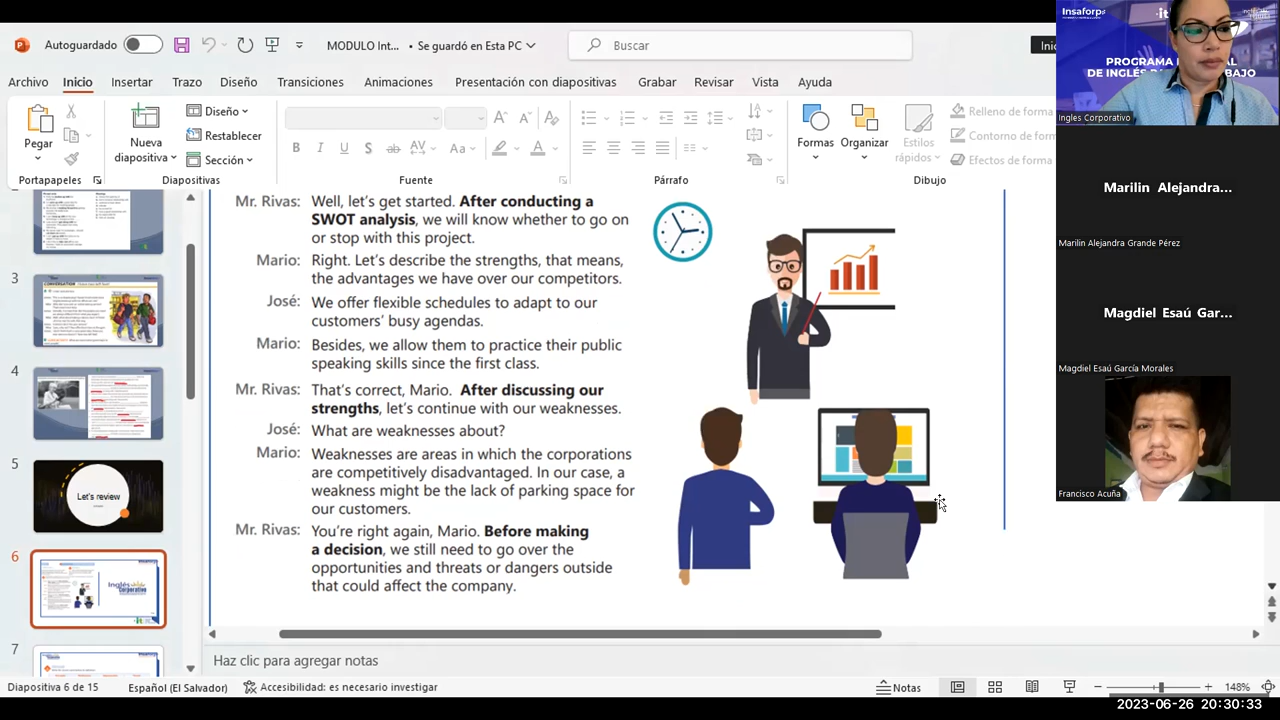 Autoguardado
MODULO Int... • Se guardó en Esta PC
Buscar
Archivo Inicio Insertar Trazo Diseño Transiciones Animaciones Presentación con diapositivas Grabar Revisar Vista Ayuda
Pegar
Nueva diapositiva
Diseño
Restablecer
Sección
Formas
Organizar
Estilos rápidos
Relleno de forma
Contorno de form
Efectos de forma
Portapapeles Diapositivas Fuente Párrafo Dibujo
Mr. Rivas: Well, let's get started. After conducting a
SWOT analysis, we will know whether to go on
or stop with this project.
Mario: Right. Let's describe the strengths, that means,
the advantages we have over our competitors.
José: We offer flexible schedules to adapt to our
customers' busy agendas.
Mario: Besides, we allow them to practice their public
speaking skills since the first class.
Mr. Rivas: That's correct, Mario. After discussing our
strengths, let's continue with our weaknesses.
José: What are weaknesses about?
Mario: Weaknesses are areas in which the corporations
are competitively disadvantaged. In our case, a
weakness might be the lack of parking space for
our customers.
Mr. Rivas: You're right again, Mario. Before making
a decision, we still need to go over the
opportunities and threats or dangers outside
that could affect the company.
3
4
5
Let's review
6
Inglés
Corporativo
7
Haz clic para agregar notas
Diapositiva 6 de 15 Español (El Salvador) Accesibilidad: es necesario investigar Notas 148%
Insaforp
PROGRAMA
Ingles Corporativo
Marilin Alejandra...
Marilin Alejandra Grande Pérez
Magdiel Esaú Gar...
Magdiel Esaú García Morales
Francisco Acuña
2023-06-26 20:30:33